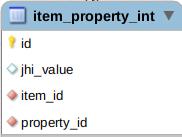 item_property_int
id
jhi_value
item_id
property_id